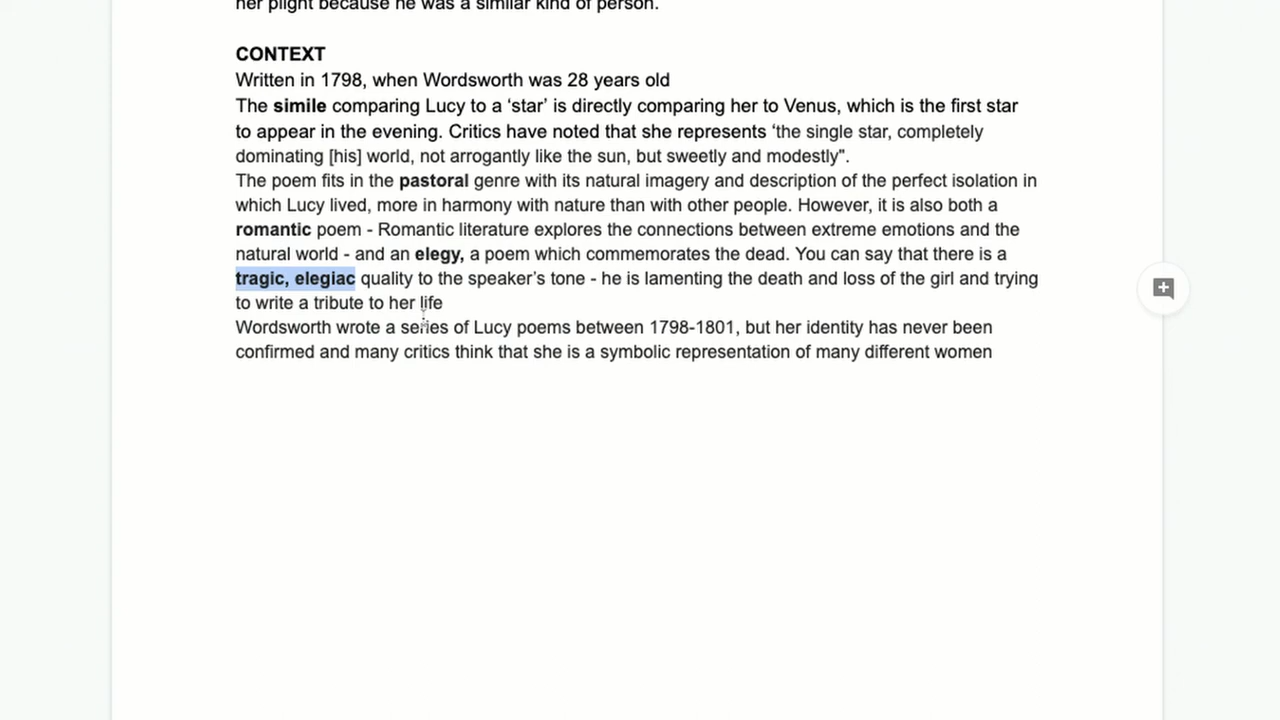 her plight because he was a similar kind of person.
CONTEXT
Written in 1798, when Wordsworth was 28 years old
The simile comparing Lucy to a ‘star’ is directly comparing her to Venus, which is the first star
to appear in the evening. Critics have noted that she represents ‘the single star, completely
dominating [his] world, not arrogantly like the sun, but sweetly and modestly".
The poem fits in the pastoral genre with its natural imagery and description of the perfect isolation in
which Lucy lived, more in harmony with nature than with other people. However, it is also both a
romantic poem - Romantic literature explores the connections between extreme emotions and the
natural world - and an elegy, a poem which commemorates the dead. You can say that there is a
tragic, elegiac quality to the speaker’s tone - he is lamenting the death and loss of the girl and trying
to write a tribute to her life
Wordsworth wrote a series of Lucy poems between 1798-1801, but her identity has never been
confirmed and many critics think that she is a symbolic representation of many different women